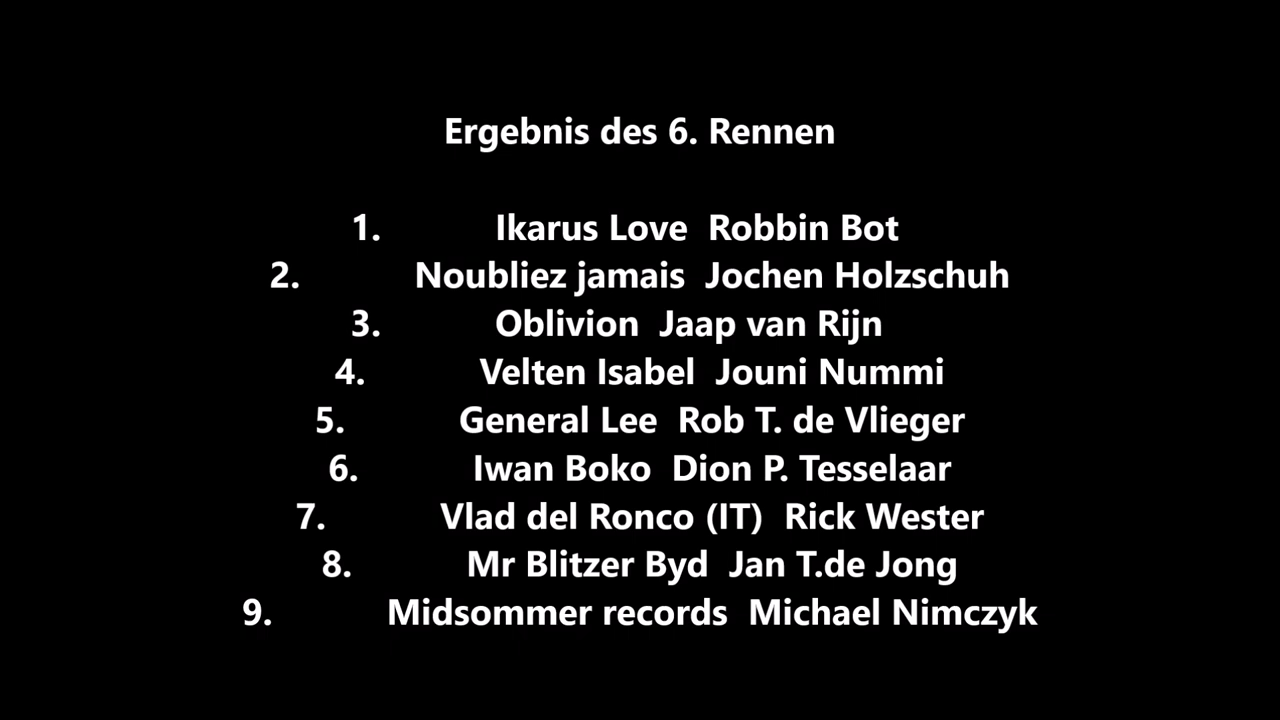 Ergebnis des 6. Rennen
1. Ikarus Love Robbin Bot
2. Noubliez jamais Jochen Holzschuh
3. Oblivion Jaap van Rijn
4. Velten Isabel Jouni Nummi
5. General Lee Rob T. de Vlieger
6. Iwan Boko Dion P. Tesselaar
7. Vlad del Ronco (IT) Rick Wester
8. Mr Blitzer Byd Jan T.de Jong
9. Midsommer records Michael Nimczyk